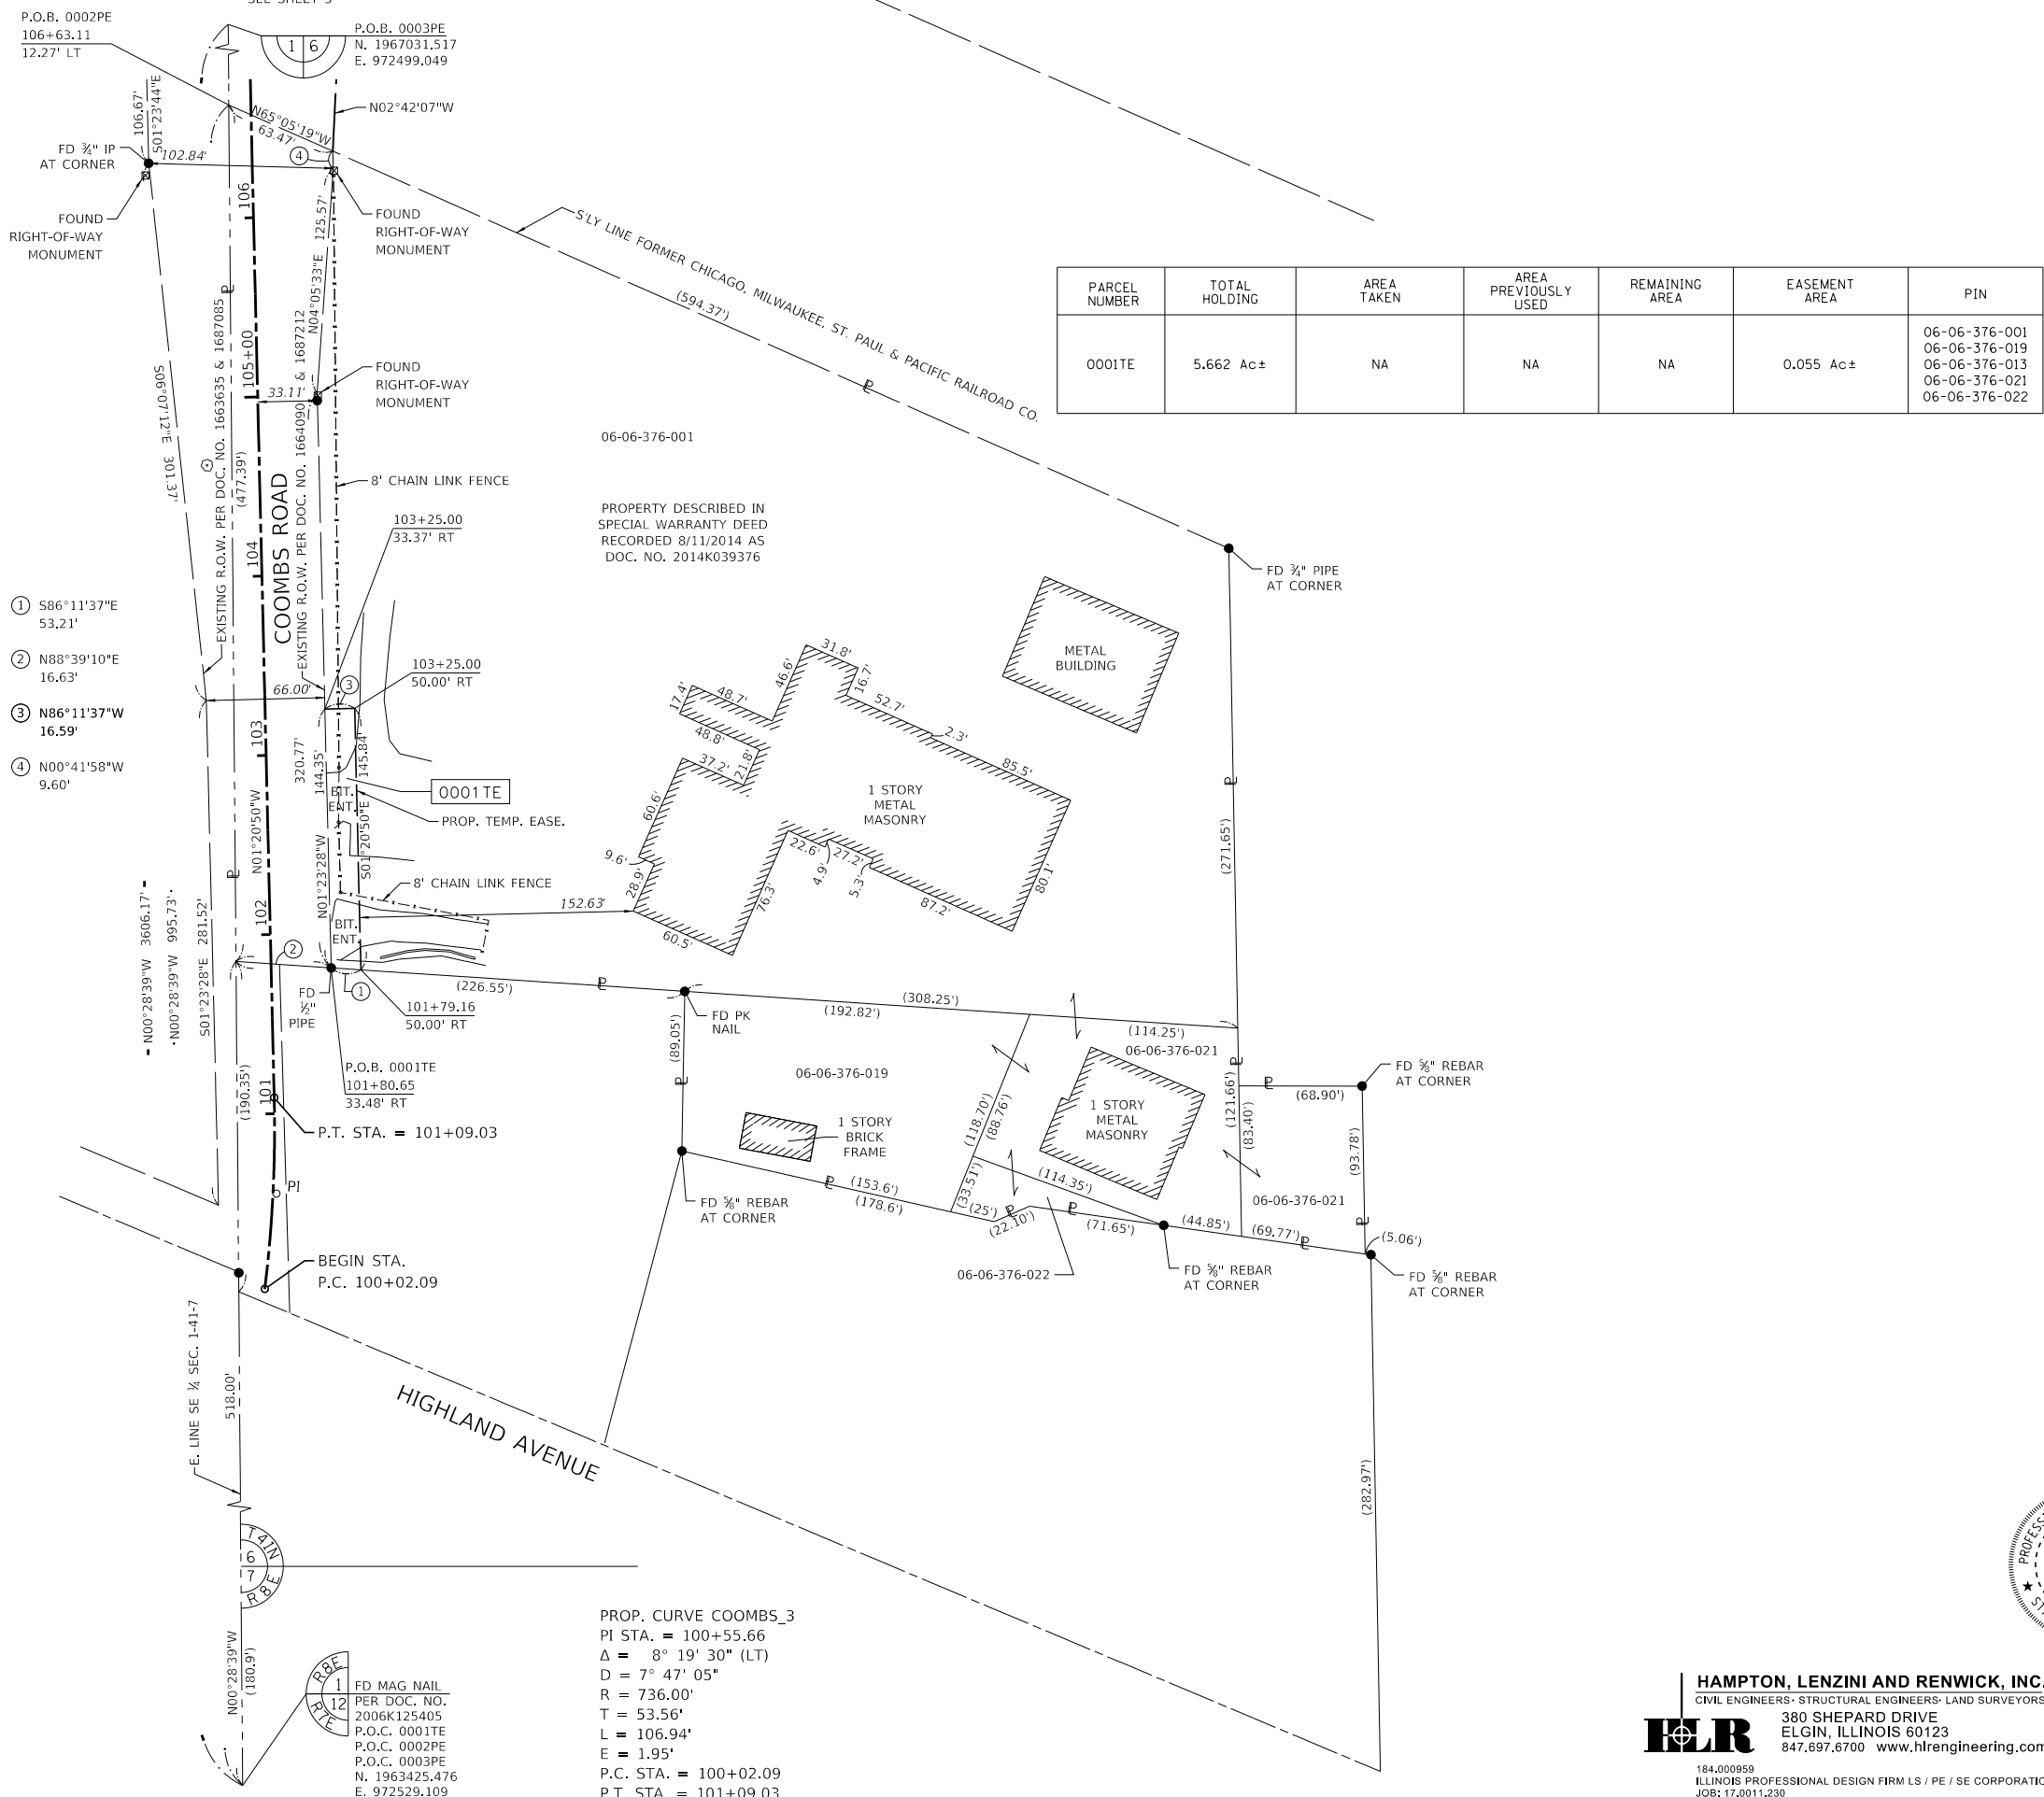 P.O.B. 0002PE
106+63.11
12.27' LT
1 6
P.O.B. 0003PE
N. 1967031.517
E. 972499.049
N02°42'07"W
106.67'
S01°23'44"E
N65°05'19"W
63.47'
4
FD ¾" IP
AT CORNER
102.84'
106
FOUND
RIGHT-OF-WAY
MONUMENT
FOUND
RIGHT-OF-WAY
MONUMENT
N04°05'33"E 125.57'
S'LY LINE FORMER CHICAGO, MILWAUKEE, ST. PAUL & PACIFIC RAILROAD CO.
(594.37')
PARCEL
NUMBER
TOTAL
HOLDING
AREA
TAKEN
AREA
PREVIOUSLY
USED
REMAINING
AREA
EASEMENT
AREA
PIN
0001TE
5.662 Ac±
NA
NA
NA
0.055 Ac±
06-06-376-001
06-06-376-019
06-06-376-013
06-06-376-021
06-06-376-022
S06°07'12"E 301.37'
EXISTING R.O.W. PER DOC. NO. 1663635 & 1687085
(477.39')
105+00
33.11'
FOUND
RIGHT-OF-WAY
MONUMENT
EXISTING R.O.W. PER DOC. NO. 1664090 & 1687212
COOMBS ROAD
104
06-06-376-001
8' CHAIN LINK FENCE
PROPERTY DESCRIBED IN
SPECIAL WARRANTY DEED
RECORDED 8/11/2014 AS
DOC. NO. 2014K039376
103+25.00
33.37' RT
FD ¾" PIPE
AT CORNER
1 S86°11'37"E
53.21'
2 N88°39'10"E
16.63'
3 N86°11'37"W
16.59'
4 N00°41'58"W
9.60'
103+25.00
50.00' RT
66.00'
3
METAL
BUILDING
31.8'
46.6'
16.7'
48.7'
17.4'
52.7'
48.8'
2.3'
37.2'
21.8'
85.5'
1 STORY
METAL
MASONRY
60.6'
22.6'
27.2'
4.9'
5.3'
9.6'
28.9'
76.3'
87.2'
80.1'
60.5'
103
320.77'
144.35'
145.84'
0001TE
BIT.
ENT.
PROP. TEMP. EASE.
N01°20'50"W
N01°23'28"W
S01°20'50"E
8' CHAIN LINK FENCE
152.63'
102
BIT.
ENT.
(271.65')
N00°28'39"W 3606.17'
N00°28'39"W 995.73'
S01°23'28"E 281.52'
2
1
FD
½"
PIPE
(226.55')
101+79.16
50.00' RT
FD PK
NAIL
(308.25')
(192.82')
(114.25')
06-06-376-021
P.O.B. 0001TE
101+80.65
33.48' RT
(89.05')
06-06-376-019
FD ⅝" REBAR
AT CORNER
(68.90')
(190.35')
101
P.T. STA. = 101+09.03
1 STORY
BRICK
FRAME
(118.70')
(88.76')
1 STORY
METAL
MASONRY
(121.66')
(83.40')
(93.78')
PI
(153.6')
(178.6')
(33.51')
(114.35')
06-06-376-021
FD ⅝" REBAR
AT CORNER
(25')
(22.10')
(71.65')
(44.85')
(69.77')
(5.06')
BEGIN STA.
P.C. 100+02.09
06-06-376-022
FD ⅝" REBAR
AT CORNER
FD ⅝" REBAR
AT CORNER
E. LINE SE ¼ SEC. 1-41-7
518.00'
HIGHLAND AVENUE
(282.97')
T41N
6
7
R8E
N00°28'39"W
(180.9')
R8E
1
12
R7E
FD MAG NAIL
PER DOC. NO.
2006K125405
P.O.C. 0001TE
P.O.C. 0002PE
P.O.C. 0003PE
N. 1963425.476
E. 972529.109
PROP. CURVE COOMBS_3
PI STA. = 100+55.66
Δ = 8° 19' 30" (LT)
D = 7° 47' 05"
R = 736.00'
T = 53.56'
L = 106.94'
E = 1.95'
P.C. STA. = 100+02.09
P.T. STA. = 101+09.03
HAMPTON, LENZINI AND RENWICK, INC.
CIVIL ENGINEERS· STRUCTURAL ENGINEERS· LAND SURVEYORS
HLR
380 SHEPARD DRIVE
ELGIN, ILLINOIS 60123
847.697.6700 www.hlrengineering.com
184.000959
ILLINOIS PROFESSIONAL DESIGN FIRM LS / PE / SE CORPORATIO
JOB: 17.0011.230